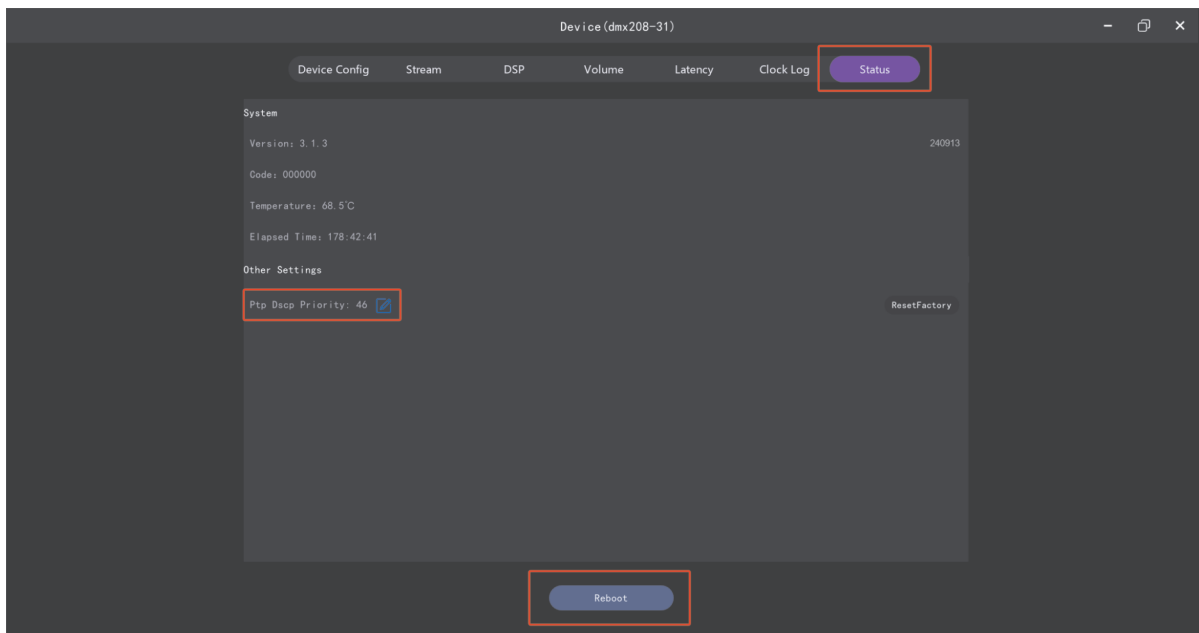 Device(dmx208-31)
Device Config Stream DSP Volume Latency Clock Log Status
System
Version: 3.1.3 240913
Code: 000000
Temperature: 68.5℃
Elapsed Time: 178:42:41
Other Settings
Ptp Dscp Priority: 46 ResetFactory
Reboot